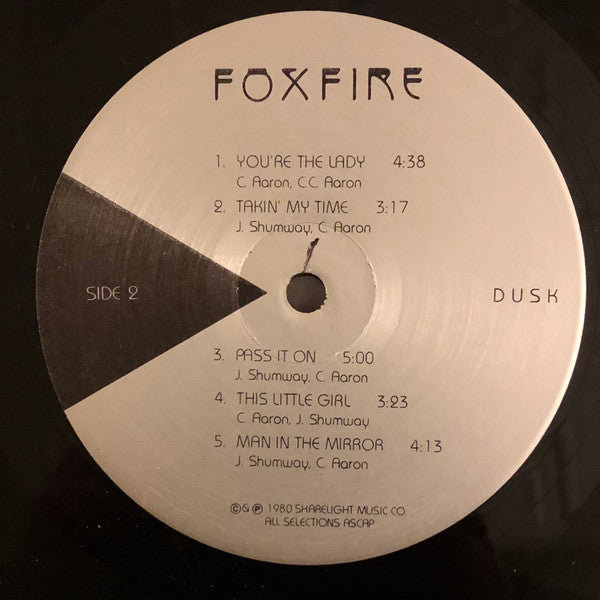 FOXFIRE
1. YOU'RE THE LADY 4:38
C. Aaron, C.C. Aaron
2. TAKIN' MY TIME 3:17
J. Shumway, C. Aaron
SIDE 2
DUSK
3. PASS IT ON 5:00
J. Shumway, C. Aaron
4. THIS LITTLE GIRL 3:23
C. Aaron, J. Shumway
5. MAN IN THE MIRROR 4:13
J. Shumway, C. Aaron
©&℗ 1980 SHARELIGHT MUSIC CO.
ALL SELECTIONS ASCAP